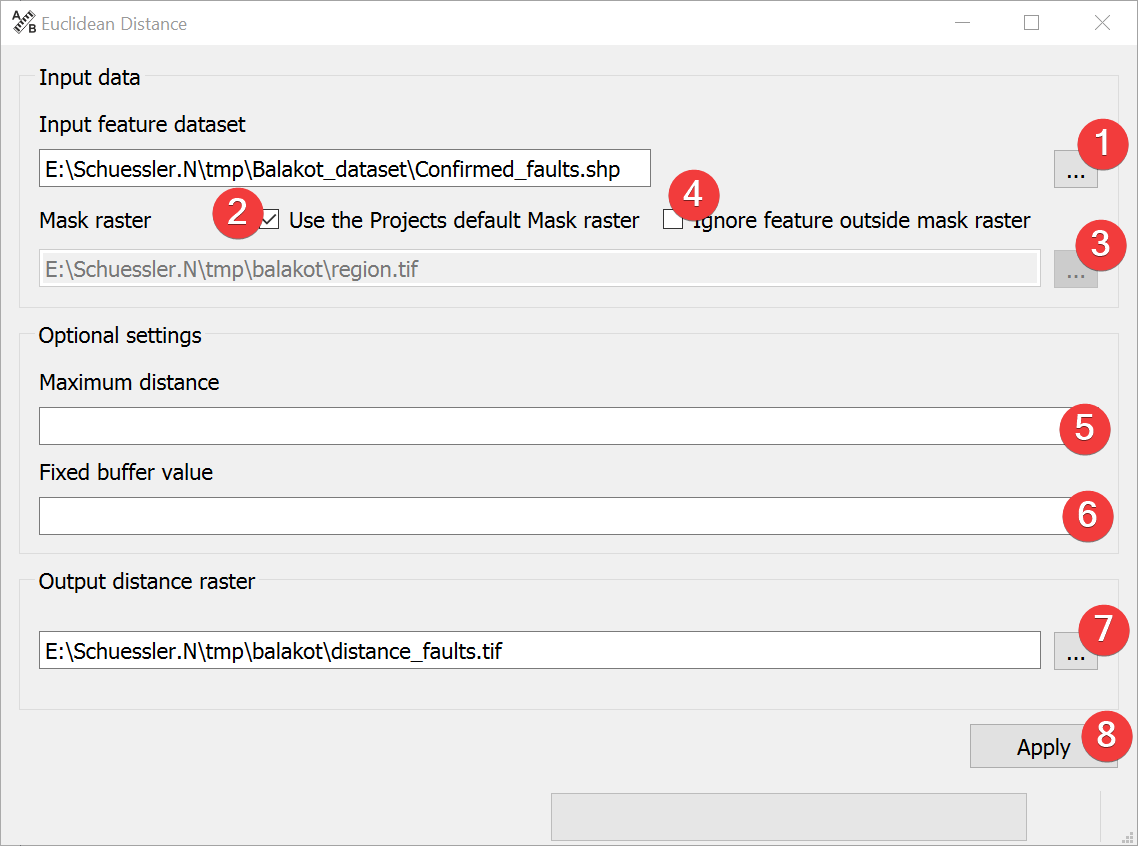 A B Euclidean Distance
Input data
Input feature dataset
1
E:\Schuessler.N\tmp\Balakot_dataset\Confirmed_faults.shp
...
4
Mask raster
2
Use the Projects default Mask raster
Ignore feature outside mask raster
3
E:\Schuessler.N\tmp\balakot\region.tif
...
Optional settings
Maximum distance
5
Fixed buffer value
6
Output distance raster
7
E:\Schuessler.N\tmp\balakot\distance_faults.tif
...
Apply
8